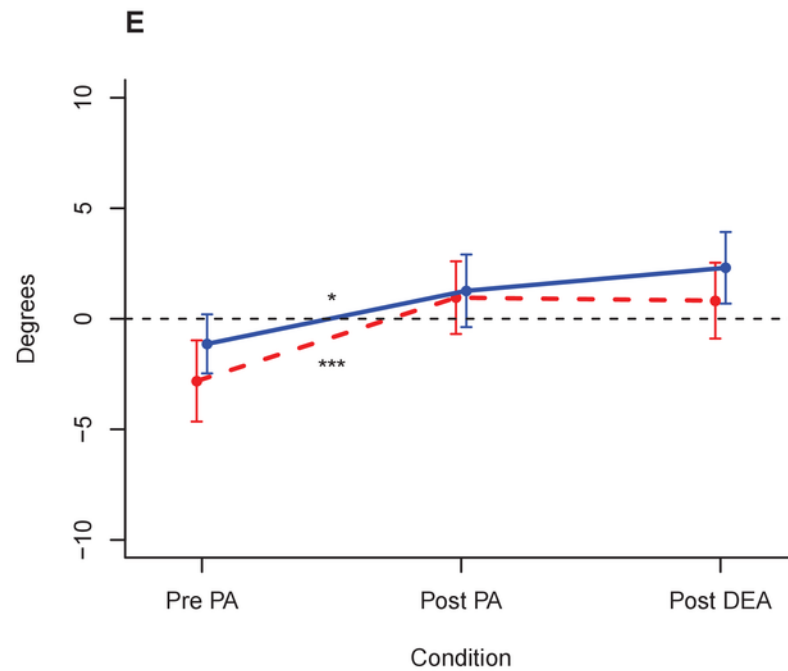 E
10
5
0
−5
−10
Degrees
*
***
Pre PA
Post PA
Post DEA
Condition